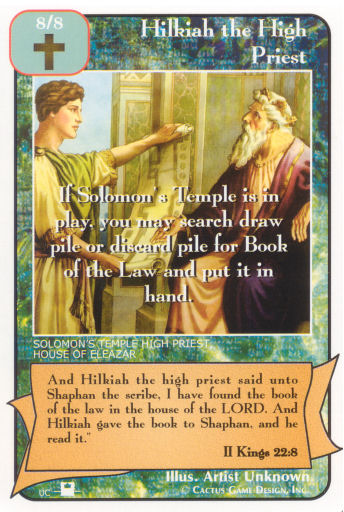 8/8
Hilkiah the High
Priest
If Solomon's Temple is in
play, you may search draw
pile or discard pile for Book
of the Law and put it in
hand.
SOLOMON'S TEMPLE HIGH PRIEST
HOUSE OF ELEAZAR
And Hilkiah the high priest said unto
Shaphan the scribe, I have found the book
of the law in the house of the LORD. And
Hilkiah gave the book to Shaphan, and he
read it."
II Kings 22:8
Illus. Artist Unknown
UC
© CACTUS GAME DESIGN, INC.